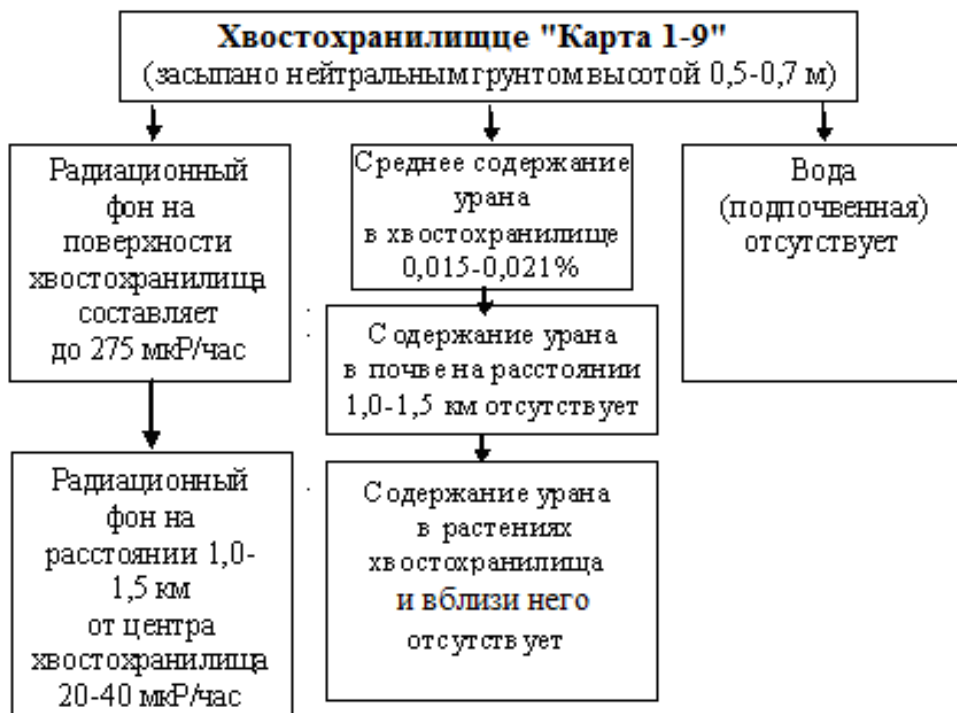 Хвостохранилищце "Карта 1-9"
(засыпано нейтральным грунтом высотой 0,5-0,7 м)
Радиационный
фон на
поверхности
хвостохранилища
составляет
до 275 мкР/час
Радиационный
фон на
расстоянии 1,0-
1,5 км
от центра
хвостохранилища
20-40 мкР/час
Среднее содержание
урана
в хвостохранилище
0,015-0,021%
Содержание урана
в почве на расстоянии
1,0-1,5 км отсутствует
Содержание урана
в растениях
хвостохранилища
и вблизи него
отсутствует
Вода
(подпочвенная)
отсутствует